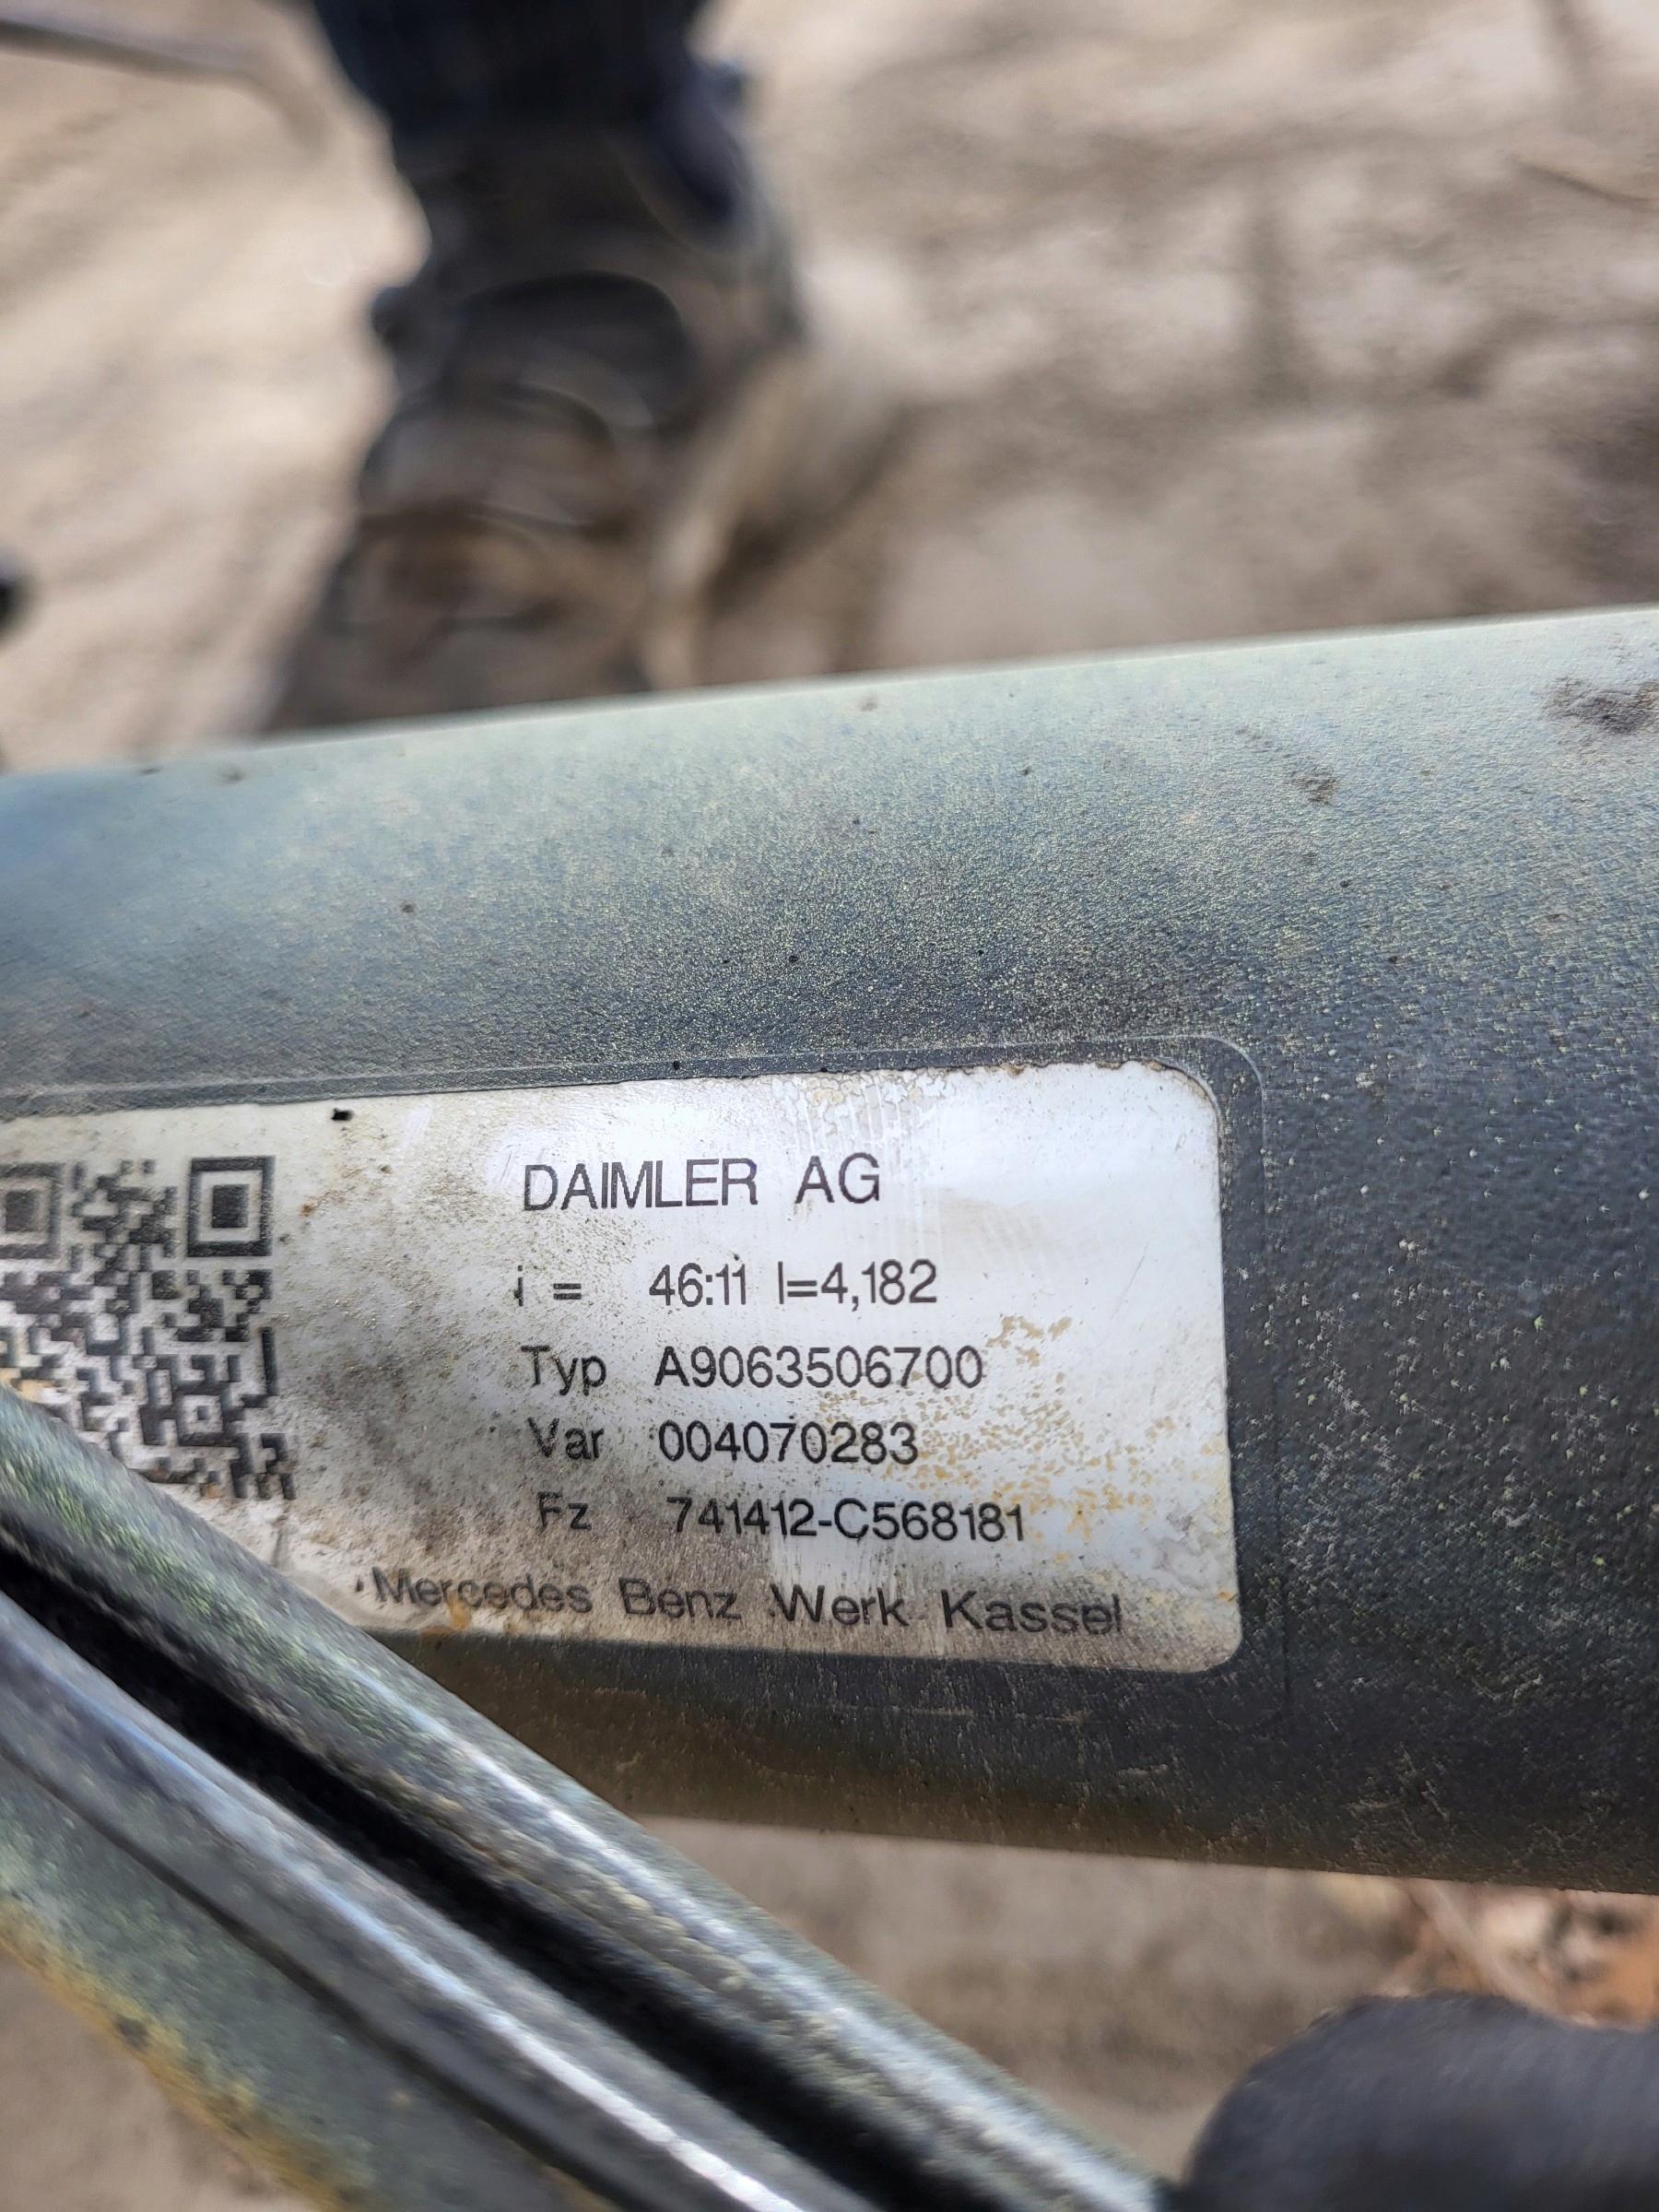 DAIMLER AG
i = 46:11 I=4,182
Typ A9063506700
Var 004070283
Fz 741412-C568181
Mercedes Benz Werk Kassel